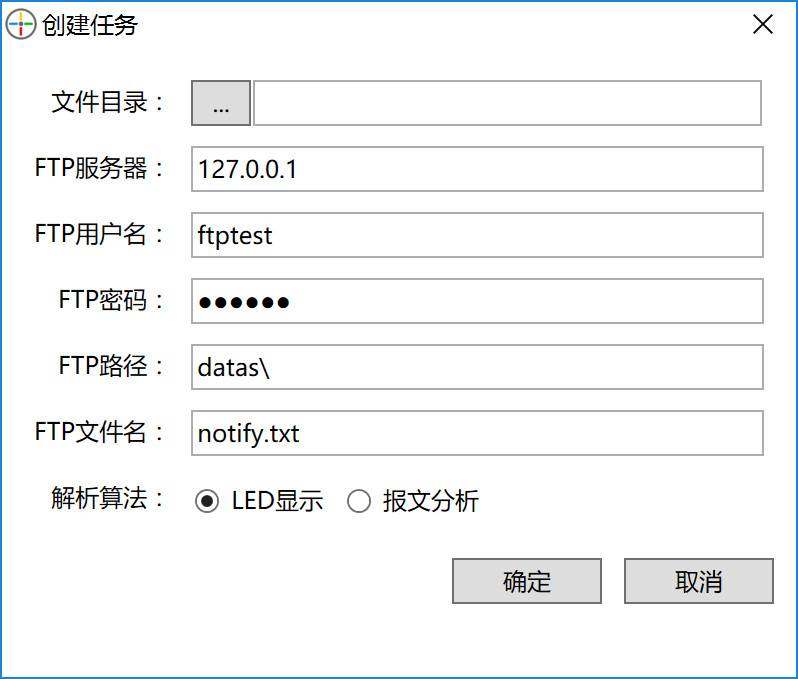 创建任务
文件目录： ...
FTP服务器： 127.0.0.1
FTP用户名： ftptest
FTP密码： ●●●●●●
FTP路径： datas\
FTP文件名： notify.txt
解析算法： LED显示 报文分析
确定 取消